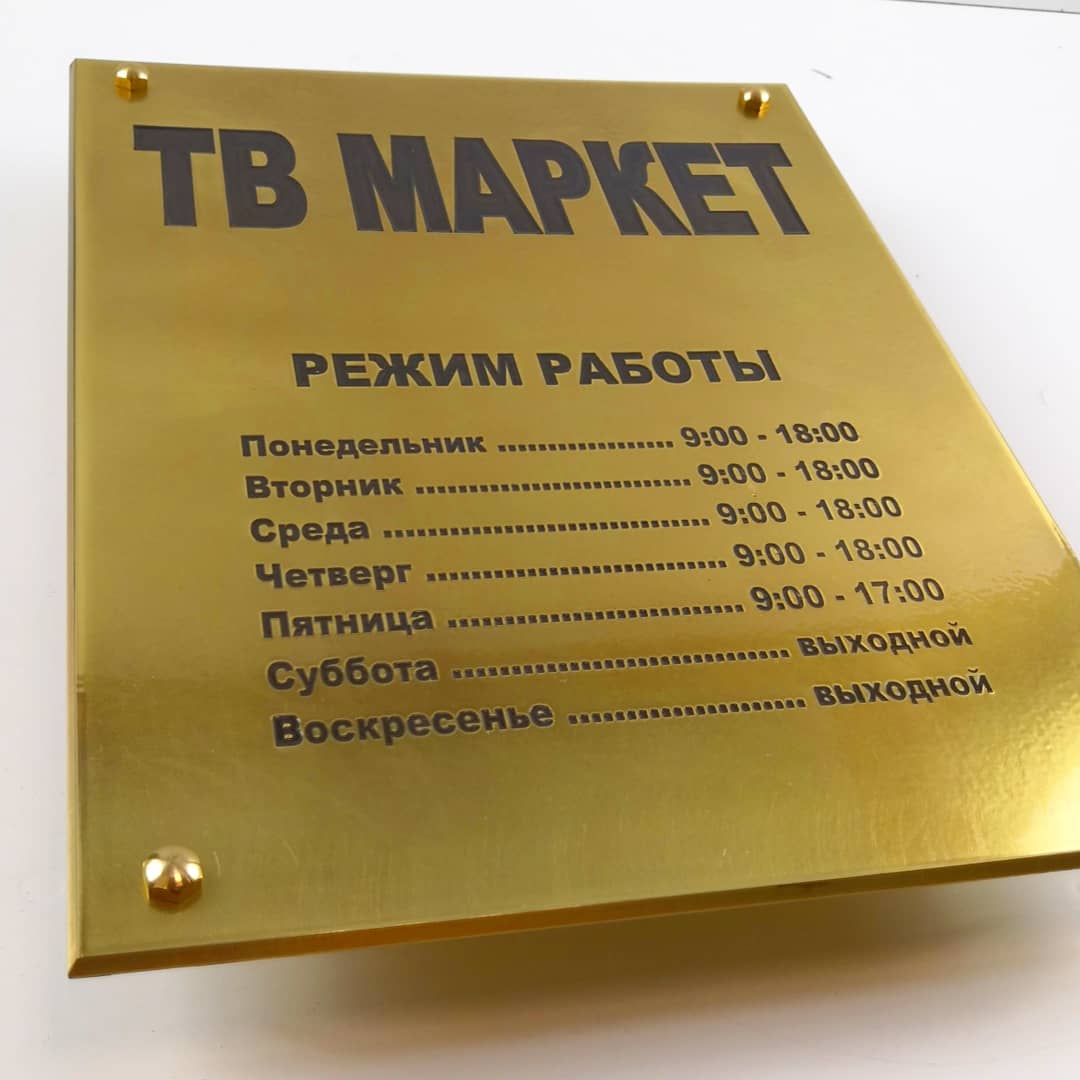 ТВ МАРКЕТ
РЕЖИМ РАБОТЫ
Понедельник ................... 9:00 - 18:00
Вторник .............................. 9:00 - 18:00
Среда ................................... 9:00 - 18:00
Четверг ................................ 9:00 - 18:00
Пятница ............................... 9:00 - 17:00
Суббота .................................. выходной
Воскресенье ....................... выходной